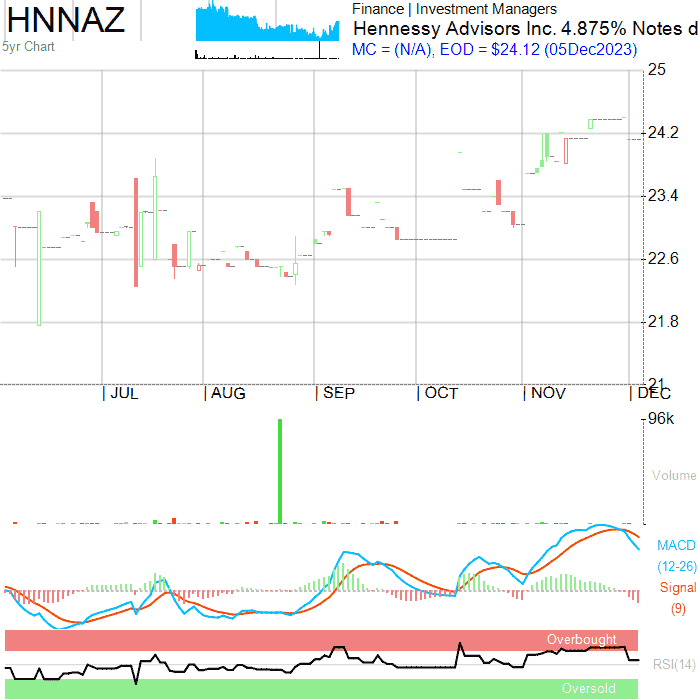 HNNAZ
Finance | Investment Managers
Hennessy Advisors Inc. 4.875% Notes d
5yr Chart
MC = (N/A), EOD = $24.12 (05Dec2023)
25
24.2
23.4
22.6
21.8
21
| JUL | AUG | SEP | OCT | NOV | DEC
96k
Volume
MACD
(12-26)
Signal
(9)
Overbought
RSI(14)
Oversold